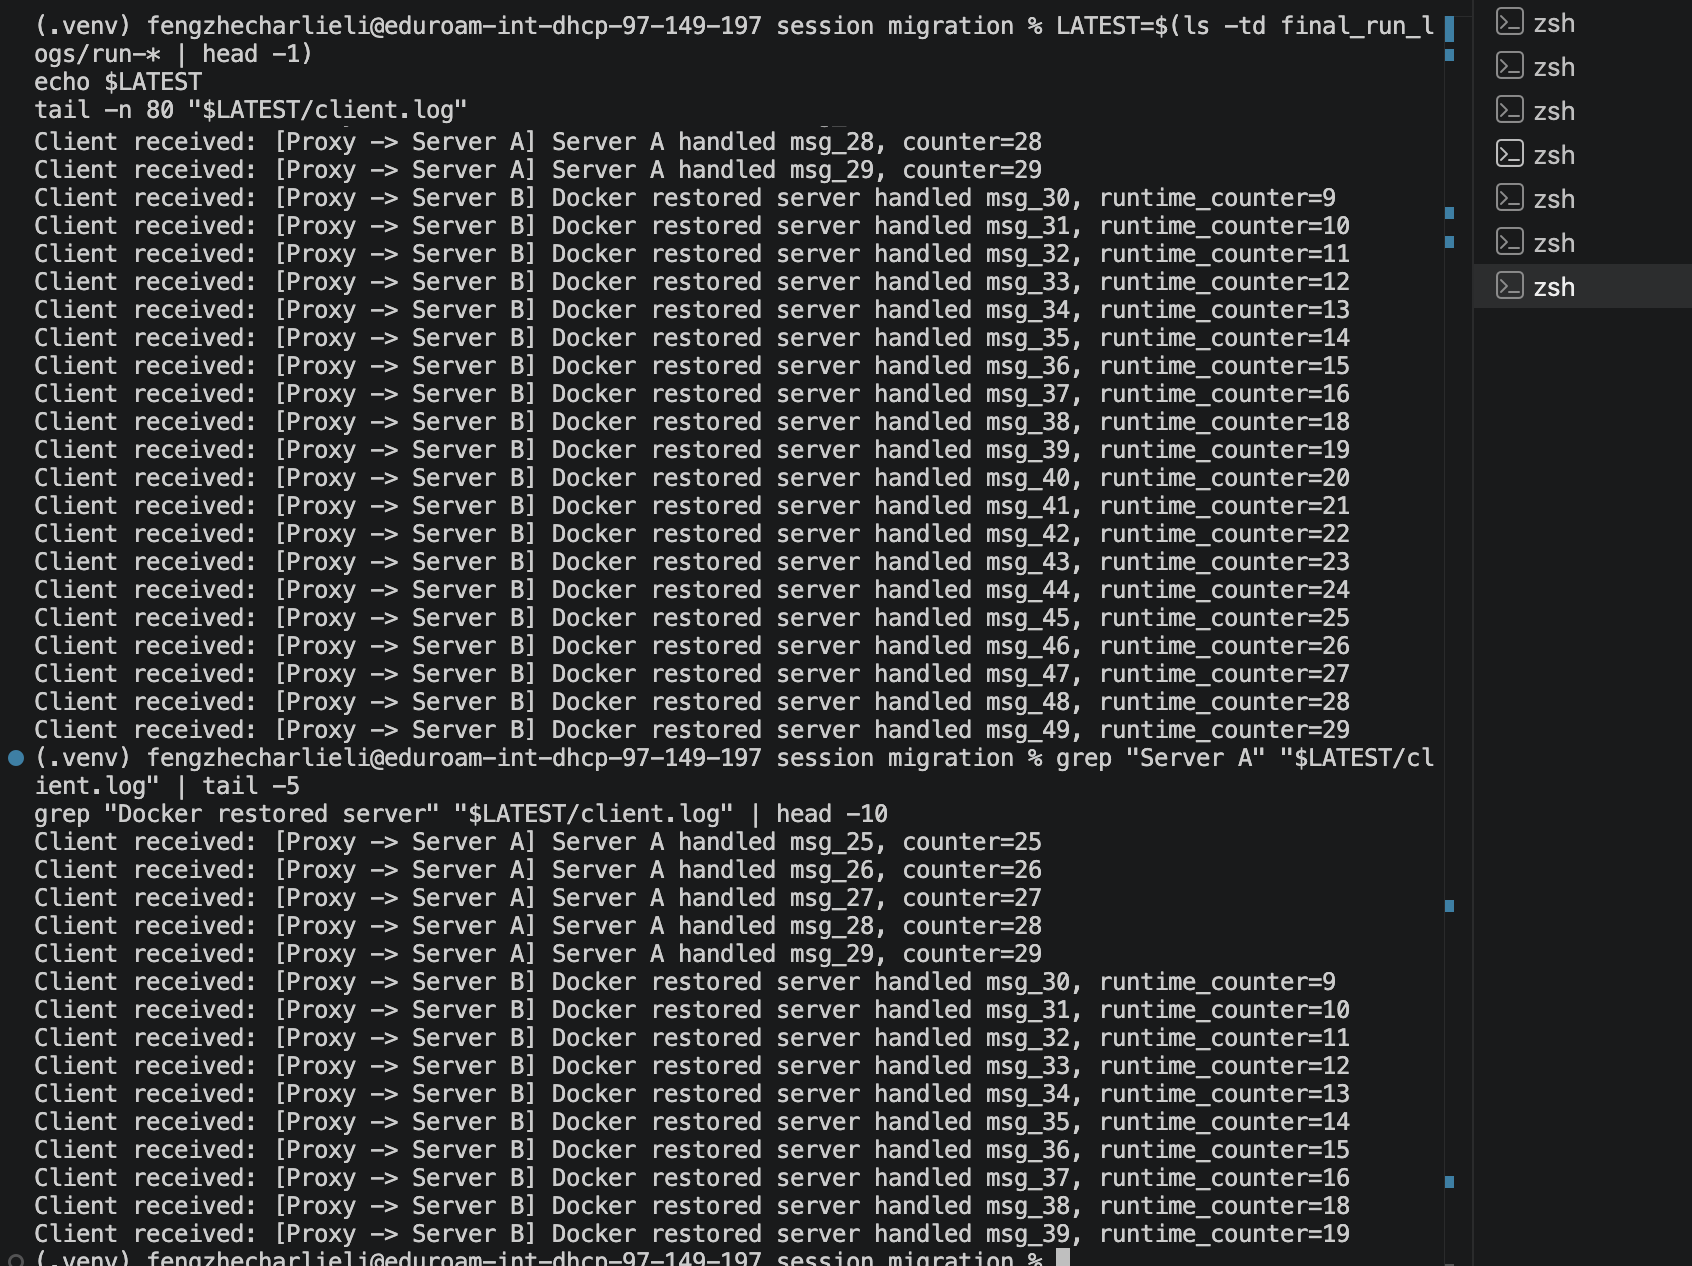 (.venv) fengzhecharlieli@eduroam-int-dhcp-97-149-197 session migration % LATEST=$(ls -td final_run_l
ogs/run-* | head -1)
echo $LATEST
tail -n 80 "$LATEST/client.log"
Client received: [Proxy -> Server A] Server A handled msg_28, counter=28
Client received: [Proxy -> Server A] Server A handled msg_29, counter=29
Client received: [Proxy -> Server B] Docker restored server handled msg_30, runtime_counter=9
Client received: [Proxy -> Server B] Docker restored server handled msg_31, runtime_counter=10
Client received: [Proxy -> Server B] Docker restored server handled msg_32, runtime_counter=11
Client received: [Proxy -> Server B] Docker restored server handled msg_33, runtime_counter=12
Client received: [Proxy -> Server B] Docker restored server handled msg_34, runtime_counter=13
Client received: [Proxy -> Server B] Docker restored server handled msg_35, runtime_counter=14
Client received: [Proxy -> Server B] Docker restored server handled msg_36, runtime_counter=15
Client received: [Proxy -> Server B] Docker restored server handled msg_37, runtime_counter=16
Client received: [Proxy -> Server B] Docker restored server handled msg_38, runtime_counter=18
Client received: [Proxy -> Server B] Docker restored server handled msg_39, runtime_counter=19
Client received: [Proxy -> Server B] Docker restored server handled msg_40, runtime_counter=20
Client received: [Proxy -> Server B] Docker restored server handled msg_41, runtime_counter=21
Client received: [Proxy -> Server B] Docker restored server handled msg_42, runtime_counter=22
Client received: [Proxy -> Server B] Docker restored server handled msg_43, runtime_counter=23
Client received: [Proxy -> Server B] Docker restored server handled msg_44, runtime_counter=24
Client received: [Proxy -> Server B] Docker restored server handled msg_45, runtime_counter=25
Client received: [Proxy -> Server B] Docker restored server handled msg_46, runtime_counter=26
Client received: [Proxy -> Server B] Docker restored server handled msg_47, runtime_counter=27
Client received: [Proxy -> Server B] Docker restored server handled msg_48, runtime_counter=28
Client received: [Proxy -> Server B] Docker restored server handled msg_49, runtime_counter=29
(.venv) fengzhecharlieli@eduroam-int-dhcp-97-149-197 session migration % grep "Server A" "$LATEST/cl
ient.log" | tail -5
grep "Docker restored server" "$LATEST/client.log" | head -10
Client received: [Proxy -> Server A] Server A handled msg_25, counter=25
Client received: [Proxy -> Server A] Server A handled msg_26, counter=26
Client received: [Proxy -> Server A] Server A handled msg_27, counter=27
Client received: [Proxy -> Server A] Server A handled msg_28, counter=28
Client received: [Proxy -> Server A] Server A handled msg_29, counter=29
Client received: [Proxy -> Server B] Docker restored server handled msg_30, runtime_counter=9
Client received: [Proxy -> Server B] Docker restored server handled msg_31, runtime_counter=10
Client received: [Proxy -> Server B] Docker restored server handled msg_32, runtime_counter=11
Client received: [Proxy -> Server B] Docker restored server handled msg_33, runtime_counter=12
Client received: [Proxy -> Server B] Docker restored server handled msg_34, runtime_counter=13
Client received: [Proxy -> Server B] Docker restored server handled msg_35, runtime_counter=14
Client received: [Proxy -> Server B] Docker restored server handled msg_36, runtime_counter=15
Client received: [Proxy -> Server B] Docker restored server handled msg_37, runtime_counter=16
Client received: [Proxy -> Server B] Docker restored server handled msg_38, runtime_counter=18
Client received: [Proxy -> Server B] Docker restored server handled msg_39, runtime_counter=19
(.venv) fengzhecharlieli@eduroam-int-dhcp-97-149-197 session migration %
zsh
zsh
zsh
zsh
zsh
zsh
zsh